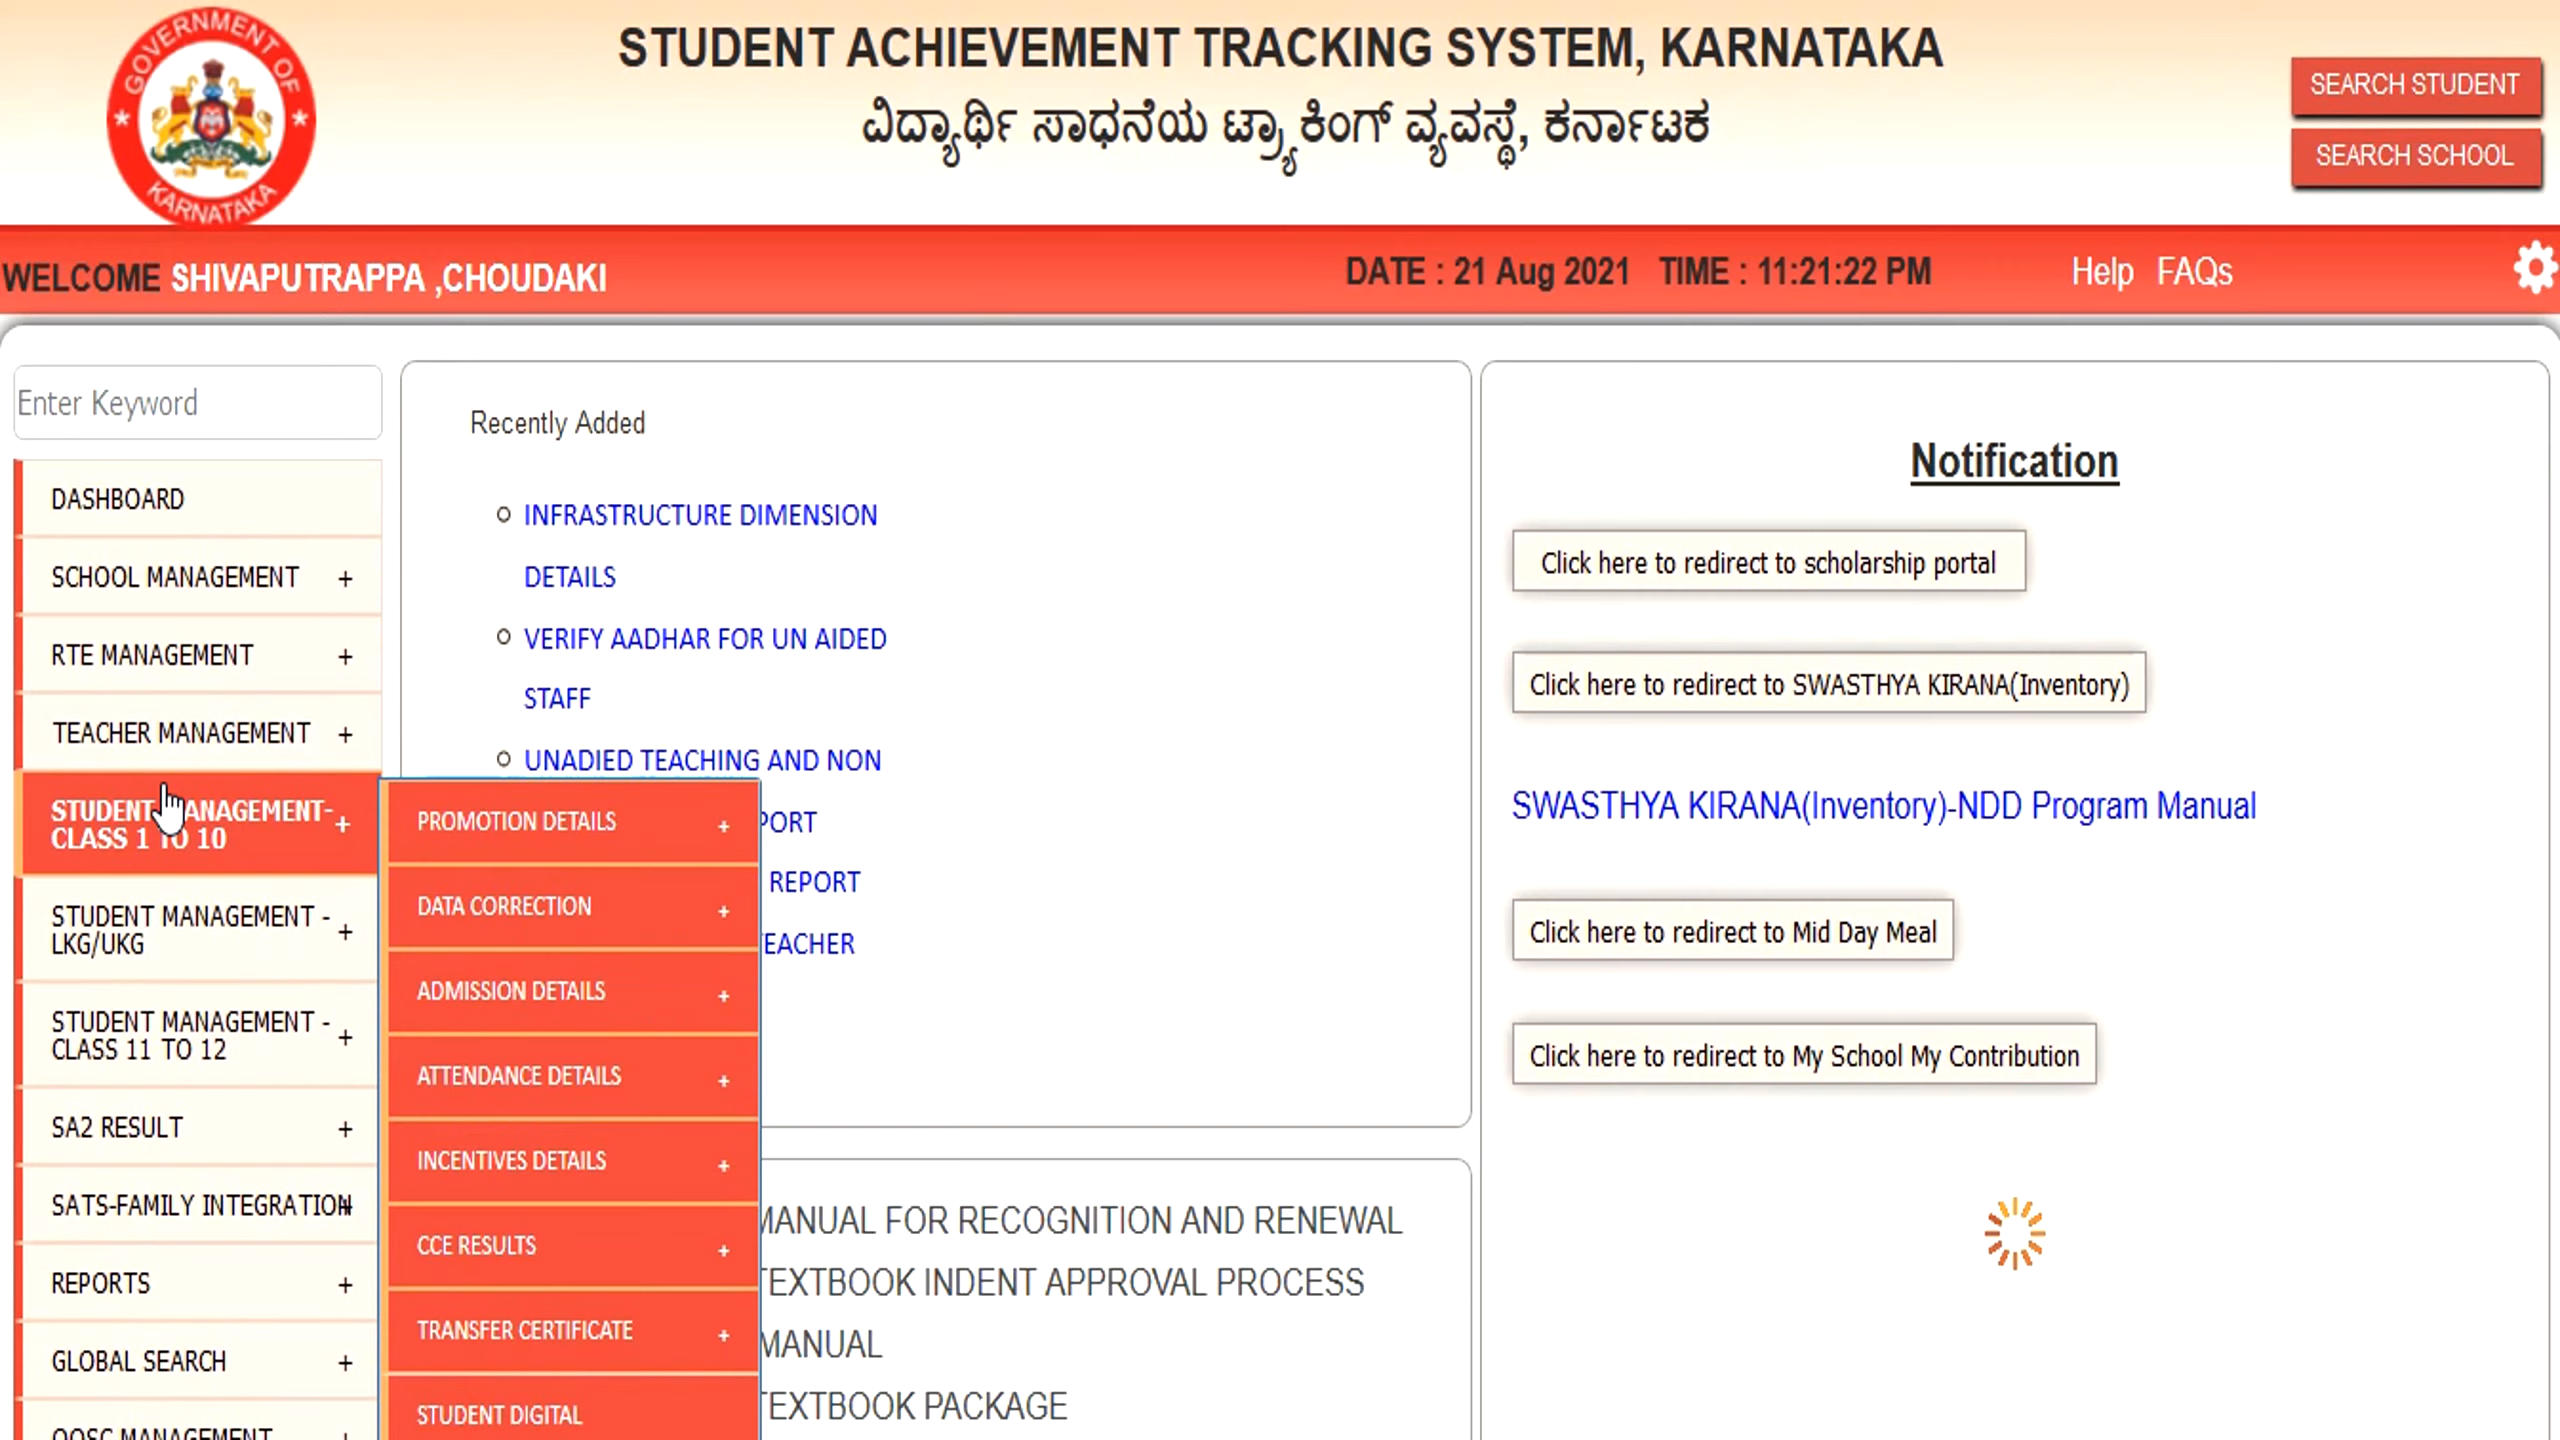 GOVERNMENT OF
KARNATAKA
STUDENT ACHIEVEMENT TRACKING SYSTEM, KARNATAKA
ವಿದ್ಯಾರ್ಥಿ ಸಾಧನೆಯ ಟ್ರ್ಯಾಕಿಂಗ್ ವ್ಯವಸ್ಥೆ, ಕರ್ನಾಟಕ
SEARCH STUDENT
SEARCH SCHOOL
WELCOME SHIVAPUTRAPPA ,CHOUDAKI
DATE : 21 Aug 2021 TIME : 11:21:22 PM
Help FAQs
Enter Keyword
DASHBOARD
SCHOOL MANAGEMENT +
RTE MANAGEMENT +
TEACHER MANAGEMENT +
STUDENT MANAGEMENT- +
CLASS 1 TO 10
STUDENT MANAGEMENT - +
LKG/UKG
STUDENT MANAGEMENT - +
CLASS 11 TO 12
SA2 RESULT +
SATS-FAMILY INTEGRATION
REPORTS +
GLOBAL SEARCH +
OOSC MANAGEMENT
PROMOTION DETAILS +
DATA CORRECTION +
ADMISSION DETAILS +
ATTENDANCE DETAILS +
INCENTIVES DETAILS +
CCE RESULTS +
TRANSFER CERTIFICATE +
STUDENT DIGITAL
Recently Added
INFRASTRUCTURE DIMENSION
DETAILS
VERIFY AADHAR FOR UN AIDED
STAFF
UNADIED TEACHING AND NON
PORT
REPORT
EACHER
MANUAL FOR RECOGNITION AND RENEWAL
TEXTBOOK INDENT APPROVAL PROCESS
MANUAL
TEXTBOOK PACKAGE
Notification
Click here to redirect to scholarship portal
Click here to redirect to SWASTHYA KIRANA(Inventory)
SWASTHYA KIRANA(Inventory)-NDD Program Manual
Click here to redirect to Mid Day Meal
Click here to redirect to My School My Contribution